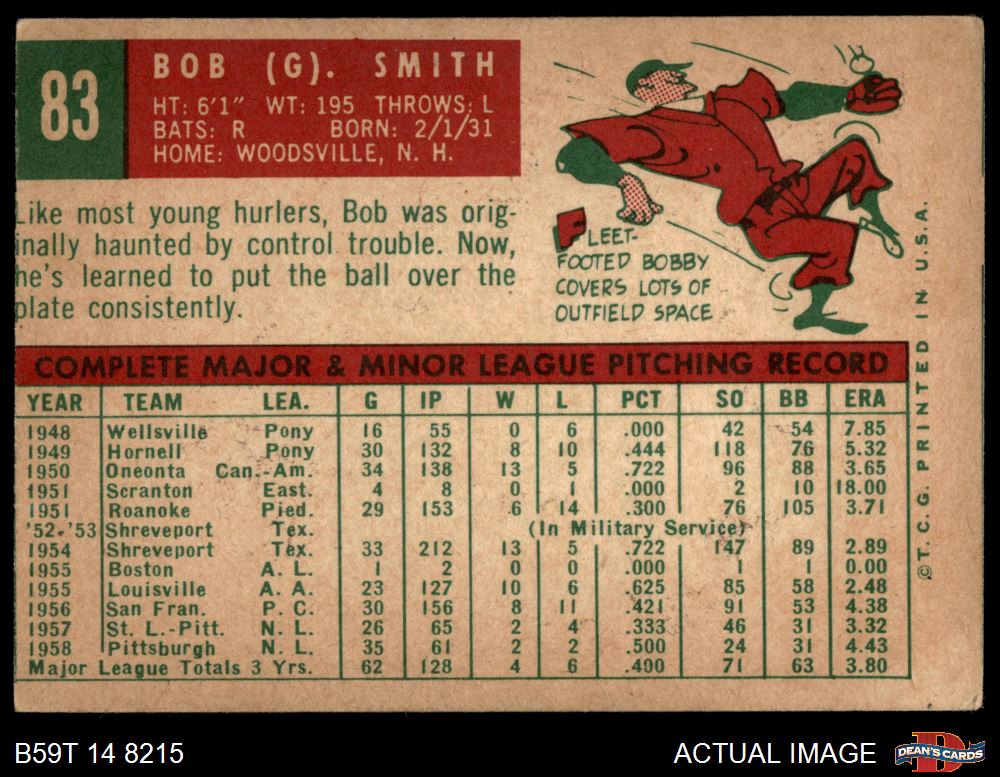 83
BOB (G). SMITH
HT: 6'1" WT: 195 THROWS: L
BATS: R BORN: 2/1/31
HOME: WOODSVILLE, N. H.
Like most young hurlers, Bob was orig-
inally haunted by control trouble. Now,
he's learned to put the ball over the
plate consistently.
FLEET-
FOOTED BOBBY
COVERS LOTS OF
OUTFIELD SPACE
COMPLETE MAJOR & MINOR LEAGUE PITCHING RECORD
YEAR TEAM LEA. G IP W L PCT SO BB ERA
1948 Wellsville Pony 16 55 0 6 .000 42 54 7.85
1949 Hornell Pony 30 132 8 10 .444 118 76 5.32
1950 Oneonta Can.-Am. 34 138 13 5 .722 96 88 3.65
1951 Scranton East. 4 8 0 1 .000 2 10 18.00
1951 Roanoke Pied. 29 153 6 14 .300 76 105 3.71
'52-'53 Shreveport Tex. (In Military Service)
1954 Shreveport Tex. 33 212 13 5 .722 147 89 2.89
1955 Boston A. L. 1 2 0 0 .000 1 1 0.00
1955 Louisville A. A. 23 127 10 6 .625 85 58 2.48
1956 San Fran. P. C. 30 156 8 11 .421 91 53 4.38
1957 St. L.-Pitt. N. L. 26 65 2 4 .333 46 31 3.32
1958 Pittsburgh N. L. 35 61 2 2 .500 24 31 4.43
Major League Totals 3 Yrs. 62 128 4 6 .400 71 63 3.80
© T. C. G. PRINTED IN U.S.A.
B59T 14 8215
ACTUAL IMAGE
D
DEAN'S CARDS